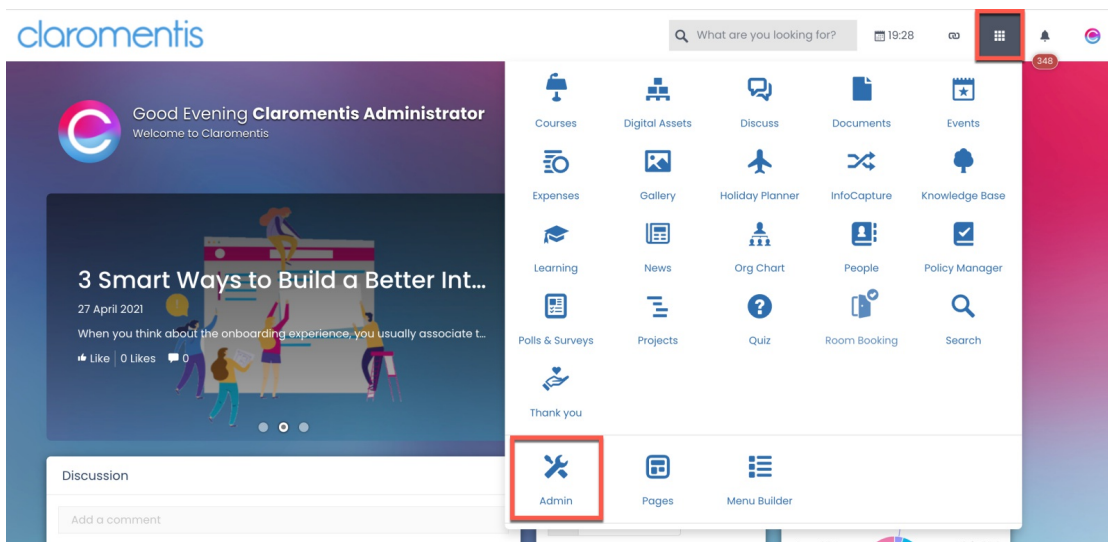 claromentis
What are you looking for?
19:28
348
Good Evening Claromentis Administrator
Welcome to Claromentis
3 Smart Ways to Build a Better Int...
27 April 2021
When you think about the onboarding experience, you usually associate t...
Like | 0 Likes 0
Discussion
Add a comment
Courses Digital Assets Discuss Documents Events
Expenses Gallery Holiday Planner InfoCapture Knowledge Base
Learning News Org Chart People Policy Manager
Polls & Surveys Projects Quiz Room Booking Search
Thank you
Admin Pages Menu Builder